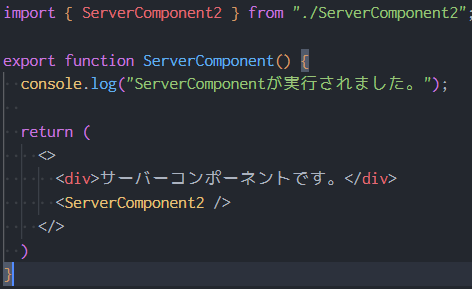 import { ServerComponent2 } from "./ServerComponent2";
export function ServerComponent() {
console.log("ServerComponentが実行されました。");
return (
<>
<div>サーバーコンポーネントです。</div>
<ServerComponent2 />
</>
)
}